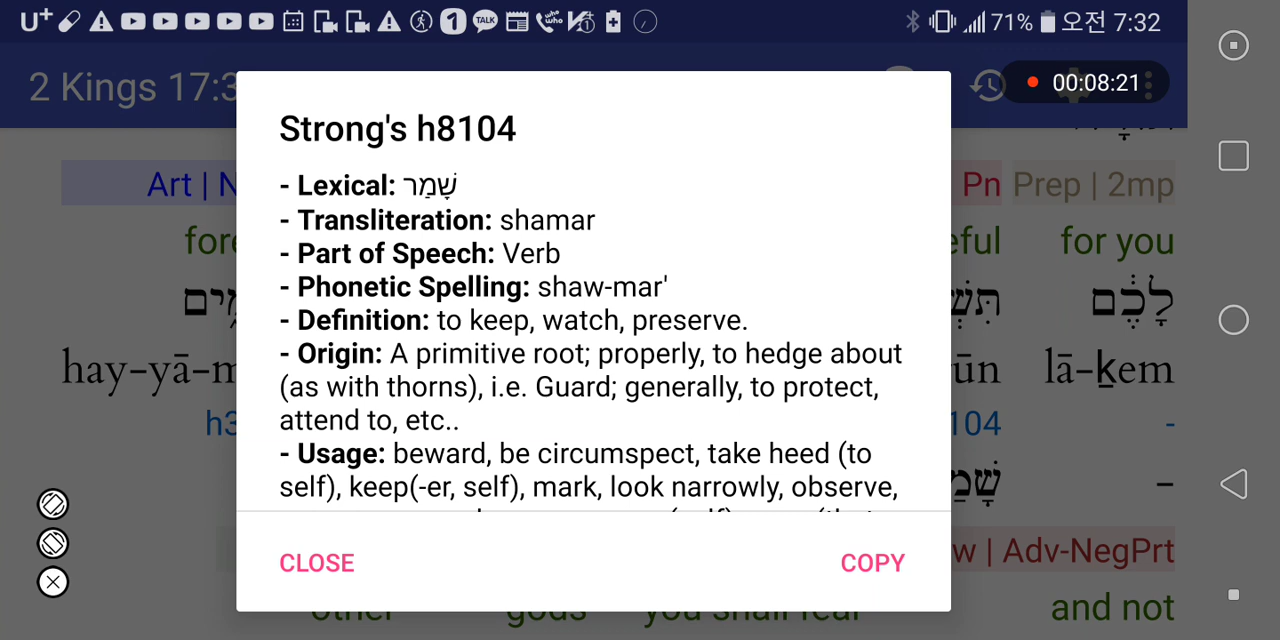 U+ 1 TALK who who 71% 오전 7:32
2 Kings 17:3
00:08:21
Strong's h8104
- Lexical: שָׁמַר
- Transliteration: shamar
- Part of Speech: Verb
- Phonetic Spelling: shaw-mar'
- Definition: to keep, watch, preserve.
- Origin: A primitive root; properly, to hedge about
(as with thorns), i.e. Guard; generally, to protect,
attend to, etc..
- Usage: beward, be circumspect, take heed (to
self), keep(-er, self), mark, look narrowly, observe,
CLOSE COPY
Art | N Pn Prep | 2mp
for you
לָכֶ֔ם
hay-yā-m ūn lā-ḵem
h3 104 -
–
w | Adv-NegPrt
other gods you shall fear and not